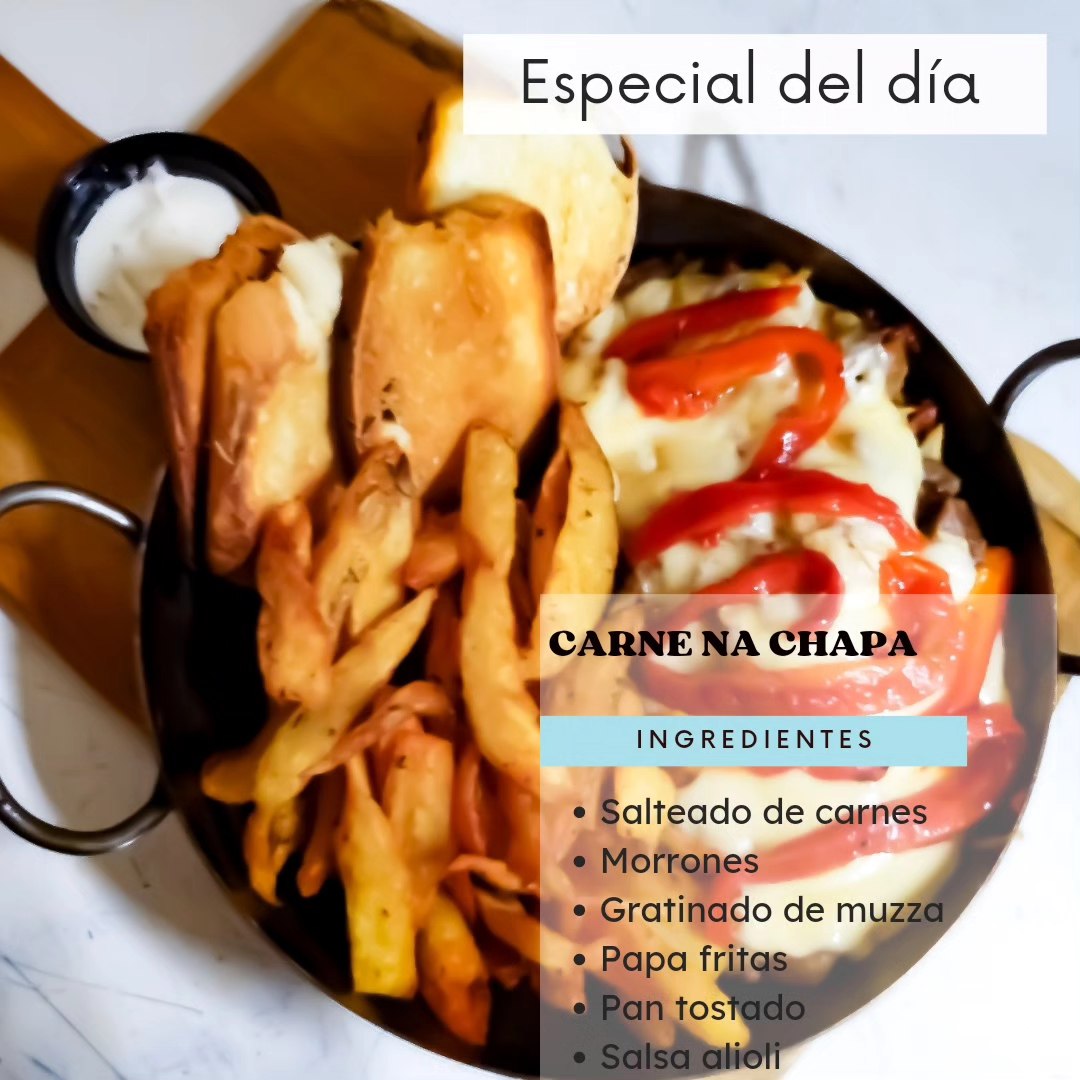 Especial del día
CARNE NA CHAPA
INGREDIENTES
• Salteado de carnes
• Morrones
• Gratinado de muzza
• Papa fritas
• Pan tostado
• Salsa alioli